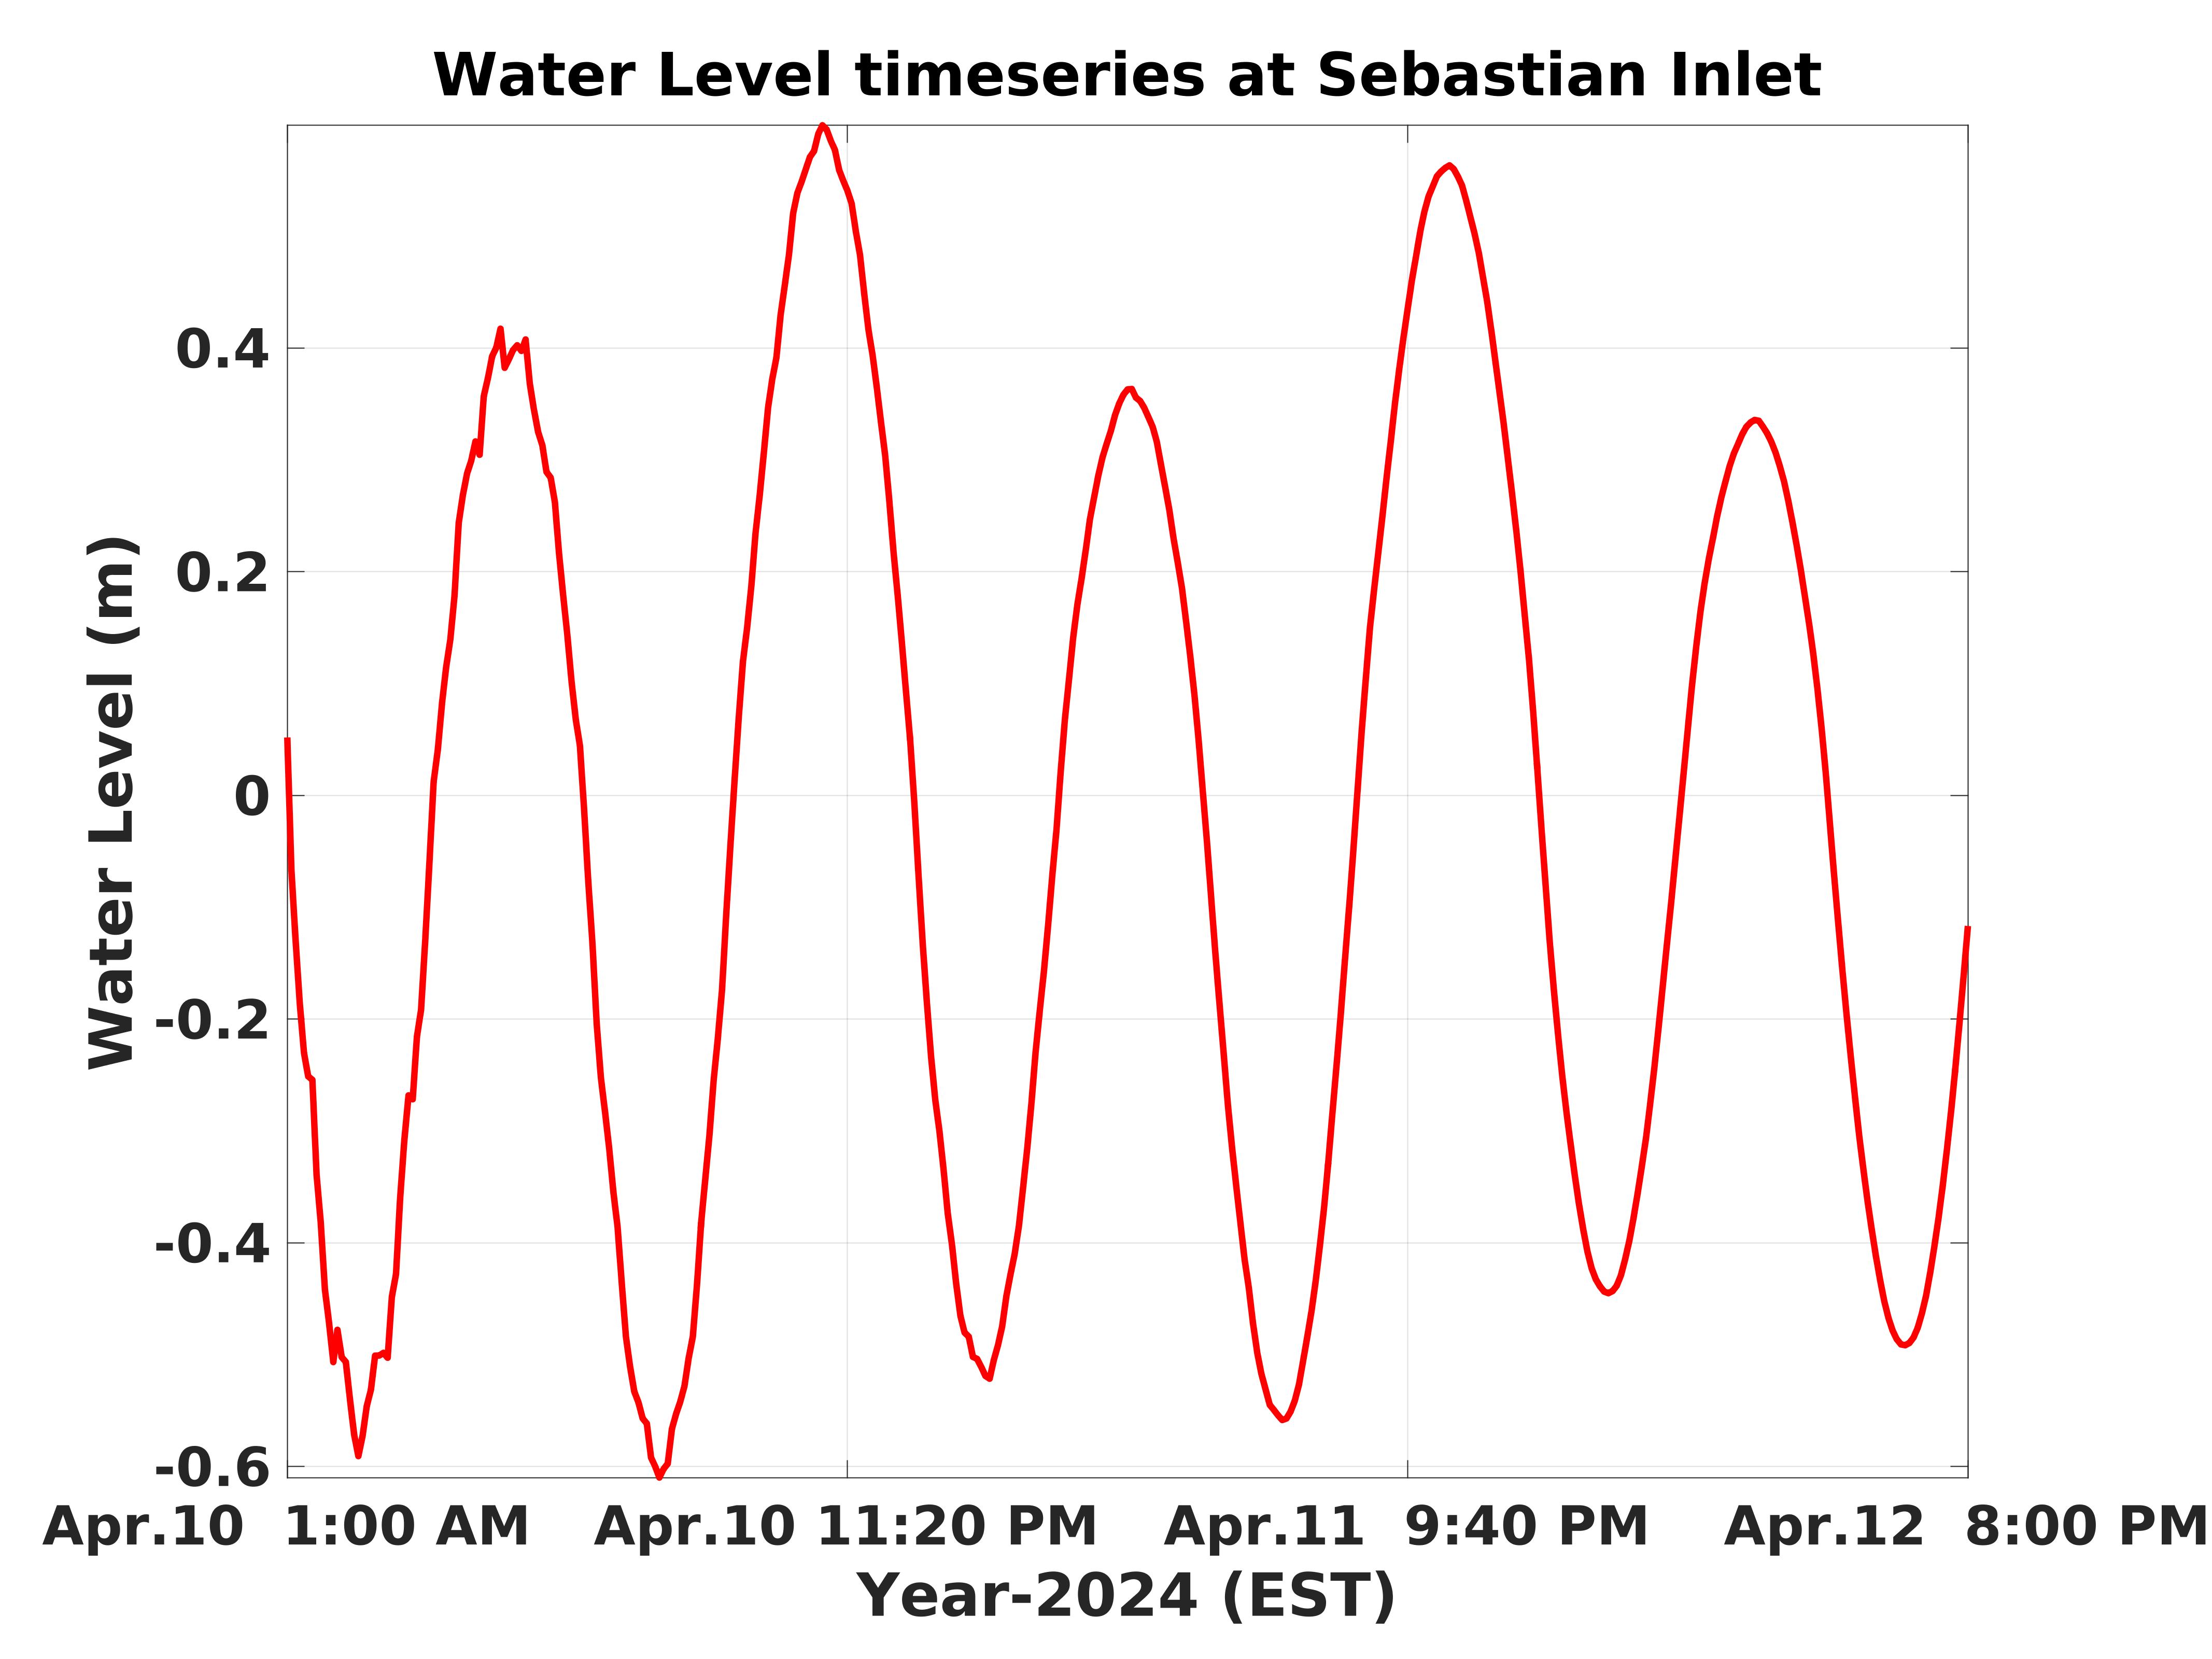 Water Level timeseries at Sebastian Inlet
Water Level (m)
0.4
0.2
0
-0.2
-0.4
-0.6
Apr.10 1:00 AM Apr.10 11:20 PM Apr.11 9:40 PM Apr.12 8:00 PM
Year-2024 (EST)